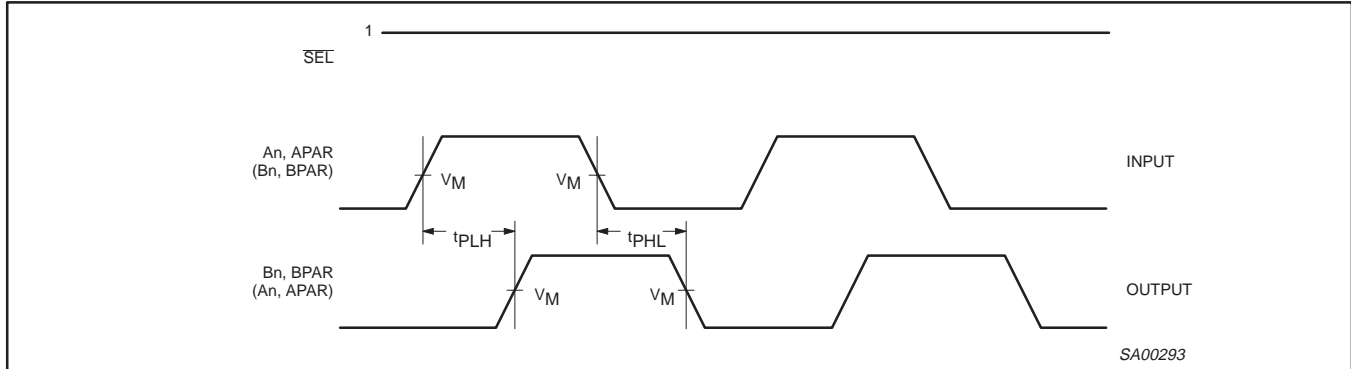 1
SEL
An, APAR
(Bn, BPAR)
VM
VM
INPUT
tPLH
tPHL
Bn, BPAR
(An, APAR)
VM
VM
OUTPUT
SA00293